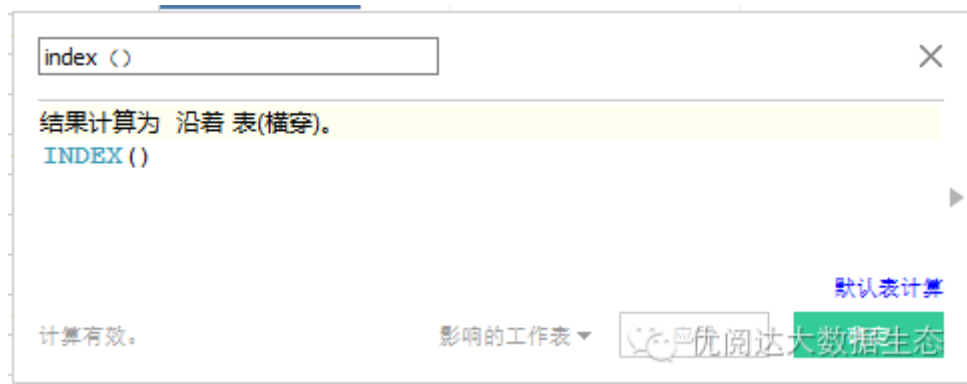 index（）
结果计算为 沿着 表(横穿)。
INDEX()
默认表计算
计算有效。
影响的工作表
优阅达大数据生态